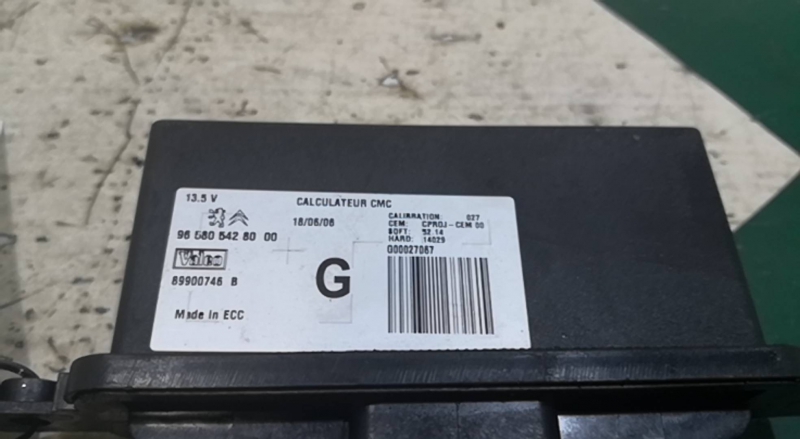 13.5 V
CALCULATEUR CMC
18/06/06
96 580 542 80 00
CALIBRATION: 027
CEM: CPROJ-CEM 00
SOFT: 52.14
HARD: 14029
G00027067
Valeo
89900746 B
G
Made in ECC